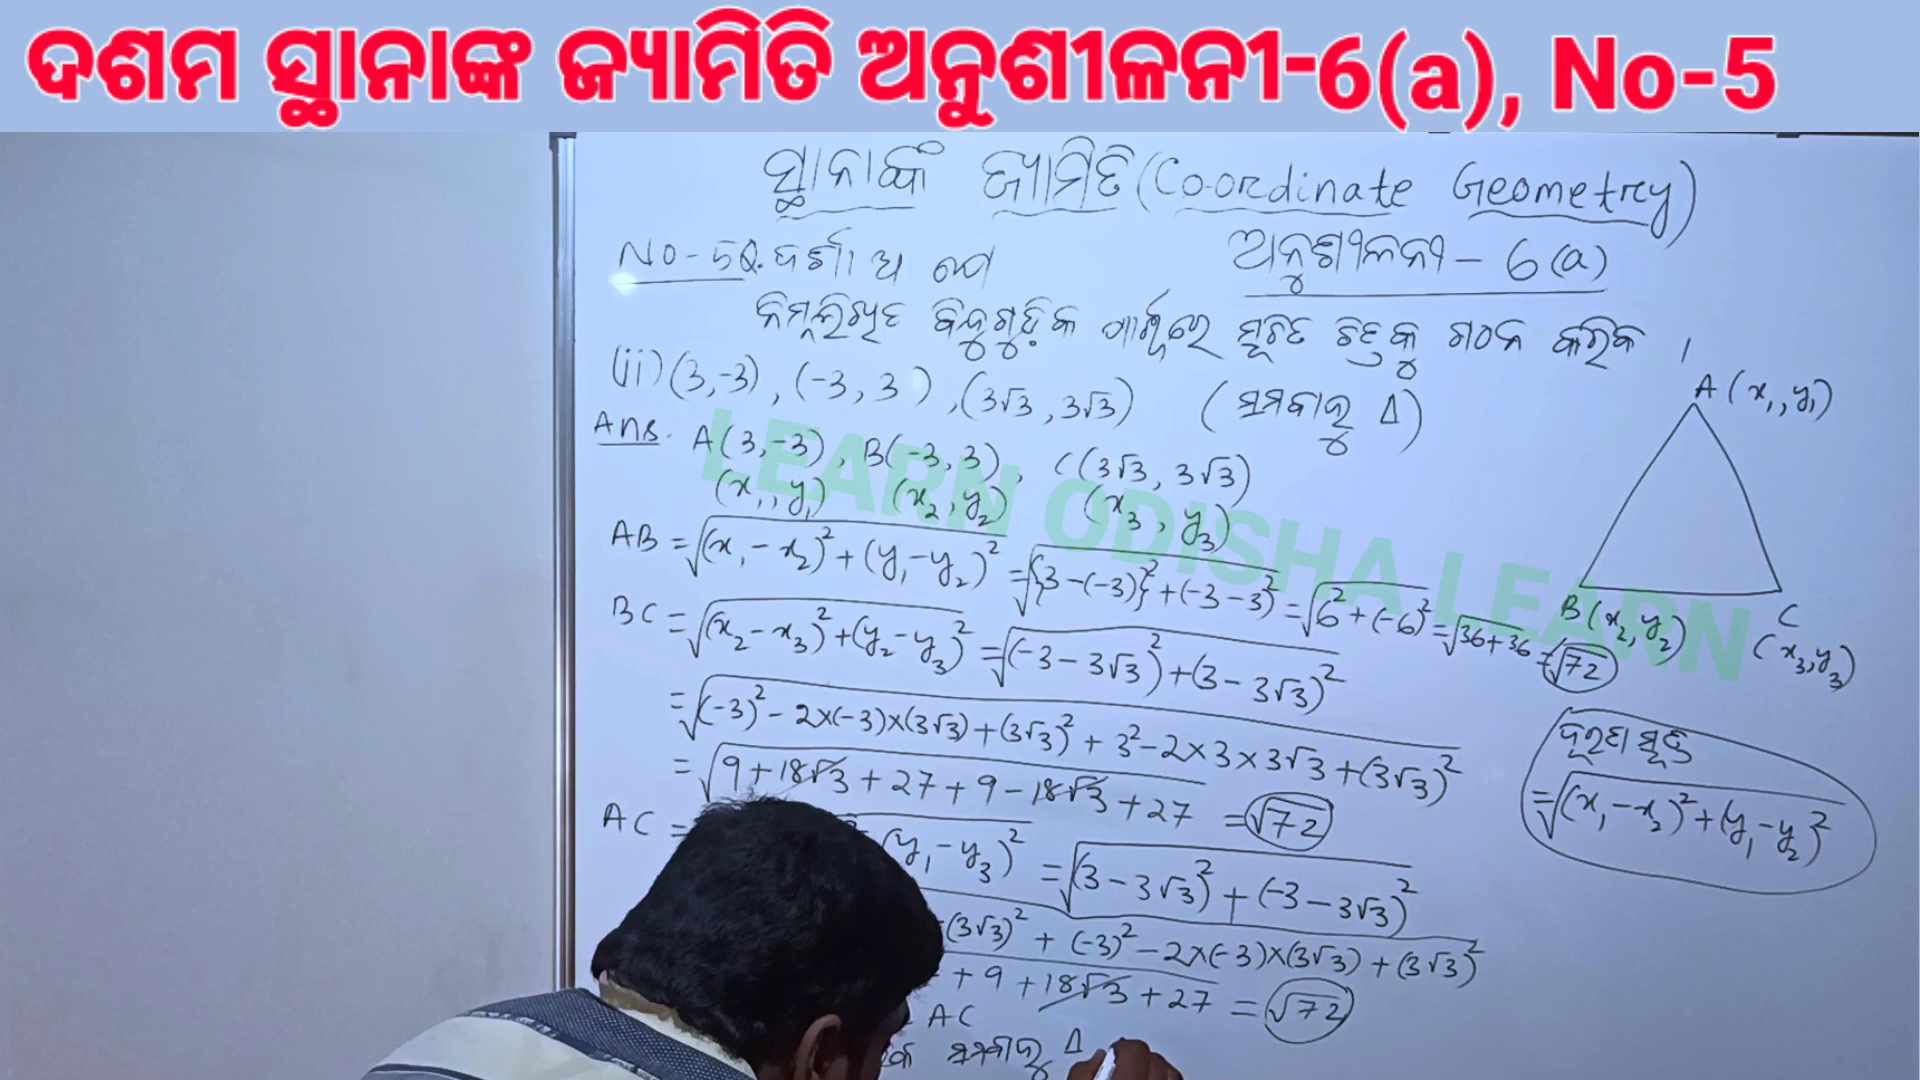 ଦଶମ ସ୍ଥାନାଙ୍କ ଜ୍ୟାମିତି ଅନୁଶୀଳନୀ-6(a), No-5
ସ୍ଥାନାଙ୍କ ଜ୍ୟାମିତି (Co-ordinate Geometry)
NO-5Q. ଦର୍ଶାଅ ଯେ
ଅନୁଶୀଳନୀ - 6(a)
ନିମ୍ନଲିଖିତ ବିନ୍ଦୁଗୁଡ଼ିକ ପାର୍ଶ୍ୱରେ ସୂଚିତ ଚିତ୍ରକୁ ଗଠନ କରିବ ।
(ii) (3,-3), (-3, 3), (3√3, 3√3) (ସମବାହୁ Δ)
A (x₁, y₁)
Ans. A(3,-3), B(-3, 3), C(3√3, 3√3)
(x₁, y₁) (x₂, y₂) (x₃, y₃)
AB = √(x₁-x₂)²+(y₁-y₂)² = √{3-(-3)}²+(-3-3)² = √6²+(-6)² = √36+36 = √72
B(x₂, y₂) C (x₃, y₃)
BC = √(x₂-x₃)²+(y₂-y₃)² = √(-3-3√3)²+(3-3√3)²
= √(-3)²-2×(-3)×(3√3)+(3√3)²+3²-2×3×3√3+(3√3)²
= √9+18√3+27+9-18√3+27 = √72
ଦୂରତା ସୂତ୍ର
= √(x₁-x₂)²+(y₁-y₂)²
AC = (y₁-y₃)² = √(3-3√3)²+(-3-3√3)²
(3√3)²+(-3)²-2×(-3)×(3√3)+(3√3)²
+9+18√3+27 = √72
AC
ସମବାହୁ Δ
LEARN ODISHA LEARN